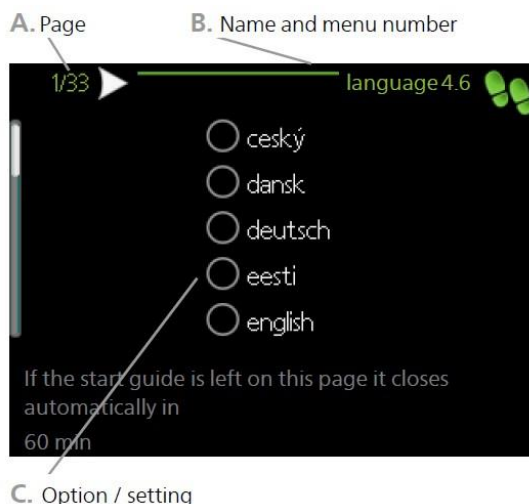 A. Page
B. Name and menu number
1/33
language 4.6
ceský
dansk
deutsch
eesti
english
If the start guide is left on this page it closes
automatically in
60 min
C. Option / setting